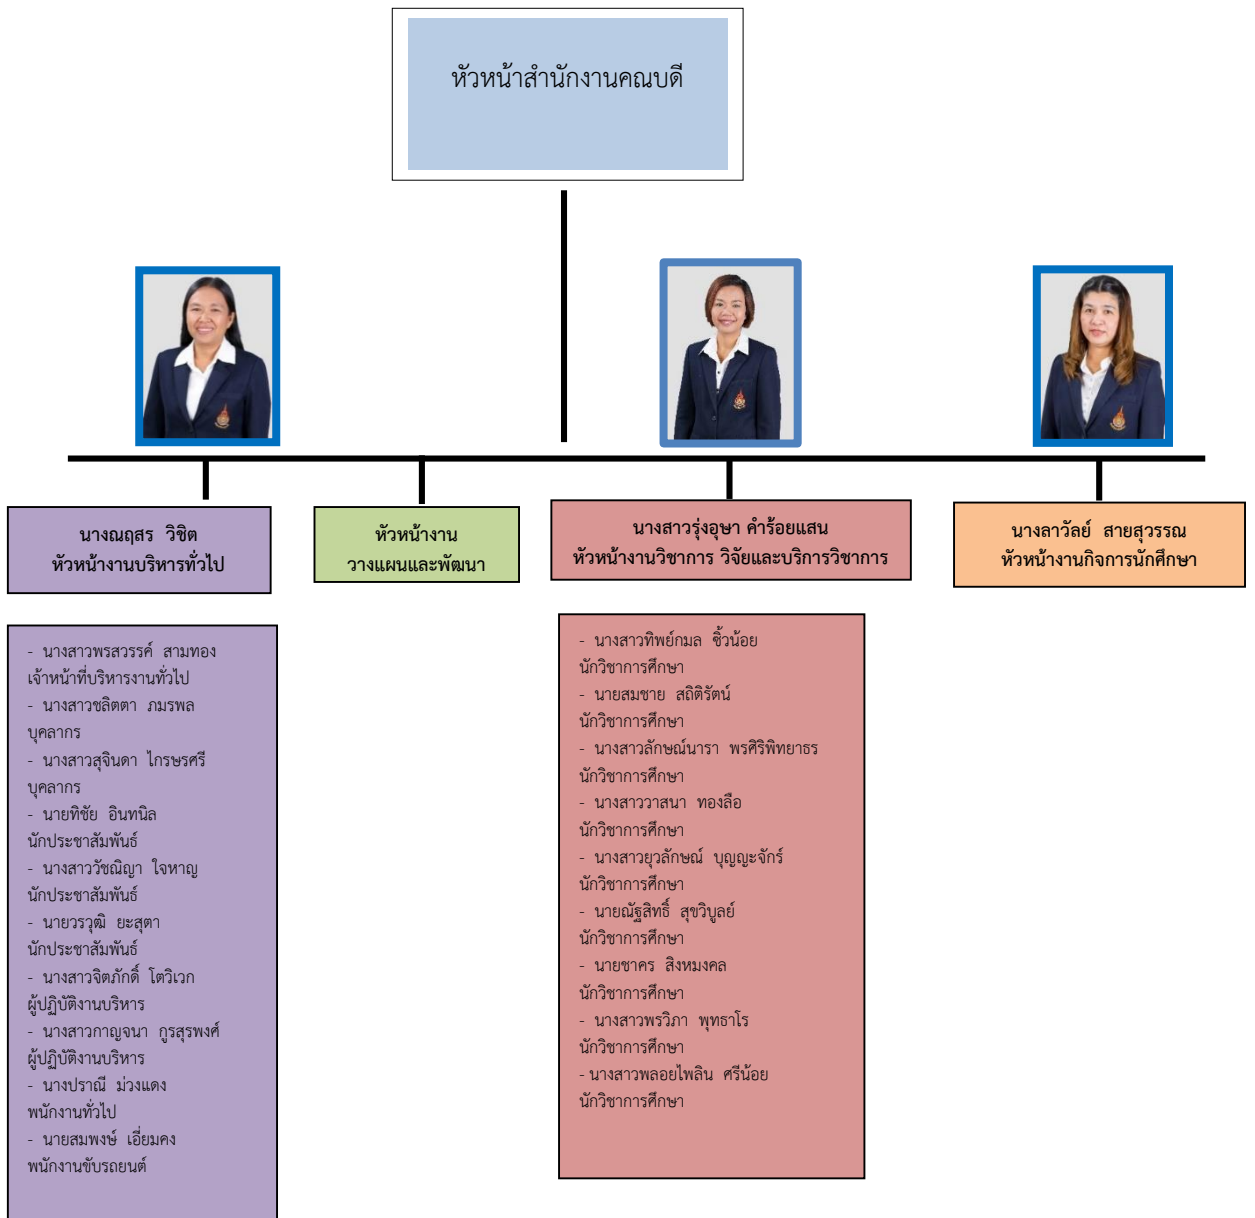 หัวหน้าสำนักงานคณบดี
นางณฤสร  วิชิต
หัวหน้างานบริหารทั่วไป
หัวหน้างาน
วางแผนและพัฒนา
นางสาวรุ่งอุษา คำร้อยแสน
หัวหน้างานวิชาการ วิจัยและบริการวิชาการ
นางลาวัลย์  สายสุวรรณ
หัวหน้างานกิจการนักศึกษา
- นางสาวพรสวรรค์  สามทอง
เจ้าหน้าที่บริหารงานทั่วไป
- นางสาวชลิตตา  ภมรพล
บุคลากร
- นางสาวสุจินดา  ไกรษรศรี
บุคลากร
- นายทิชัย  อินทนิล
นักประชาสัมพันธ์
- นางสาววัชณิญา  ใจหาญ
นักประชาสัมพันธ์
- นายวรวุฒิ  ยะสุตา
นักประชาสัมพันธ์
- นางสาวจิตภักดิ์  โตวิเวก
ผู้ปฏิบัติงานบริหาร
- นางสาวกาญจนา  กูรสุรพงศ์
ผู้ปฏิบัติงานบริหาร
- นางปราณี  ม่วงแดง
พนักงานทั่วไป
- นายสมพงษ์  เอี่ยมคง
พนักงานขับรถยนต์
- นางสาวทิพย์กมล  ซิ้วน้อย
นักวิชาการศึกษา
- นายสมชาย  สถิติรัตน์
นักวิชาการศึกษา
- นางสาวลักษณ์นารา  พรศิริพิทยาธร
นักวิชาการศึกษา
- นางสาววาสนา  ทองลือ
นักวิชาการศึกษา
- นางสาวยุวลักษณ์  บุญญะจักร์
นักวิชาการศึกษา
- นายณัฐสิทธิ์  สุขวิบูลย์
นักวิชาการศึกษา
- นายชาคร  สิงหมงคล
นักวิชาการศึกษา
- นางสาวพรวิภา  พุทธาโร
นักวิชาการศึกษา
- นางสาวพลอยไพลิน  ศรีน้อย
นักวิชาการศึกษา